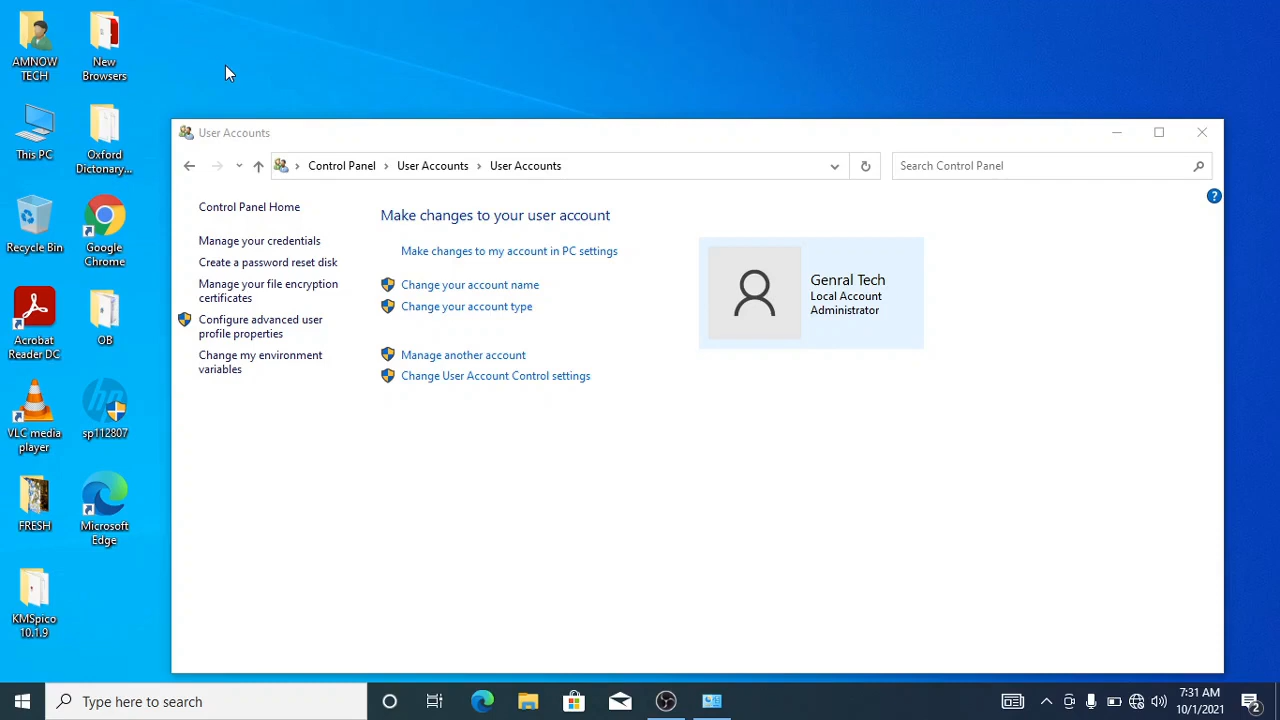 AMNOW
TECH
New
Browsers
This PC
Oxford
Dictonary...
Recycle Bin
Google
Chrome
Acrobat
Reader DC
OB
VLC media
player
hp
sp112807
FRESH
Microsoft
Edge
KMSpico
10.1.9
User Accounts
Control Panel › User Accounts › User Accounts
Search Control Panel
?
Control Panel Home
Manage your credentials
Create a password reset disk
Manage your file encryption
certificates
Configure advanced user
profile properties
Change my environment
variables
Make changes to your user account
Make changes to my account in PC settings
Change your account name
Change your account type
Manage another account
Change User Account Control settings
Genral Tech
Local Account
Administrator
Type here to search
7:31 AM
10/1/2021
2